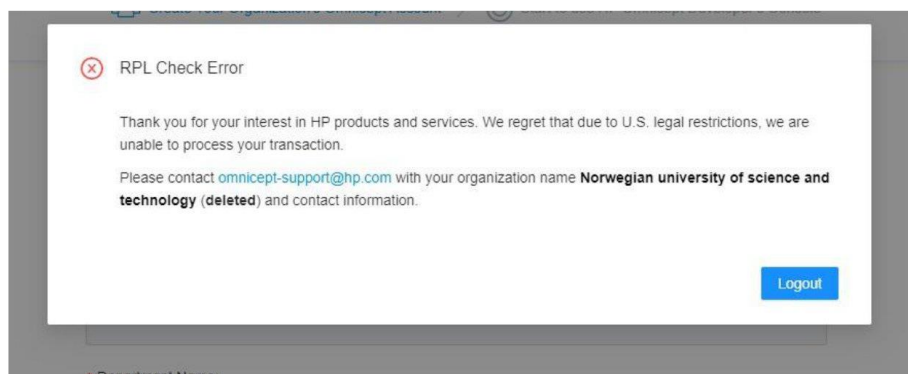 RPL Check Error
Thank you for your interest in HP products and services. We regret that due to U.S. legal restrictions, we are
unable to process your transaction.
Please contact omnicept-support@hp.com with your organization name Norwegian university of science and
technology (deleted) and contact information.
Logout